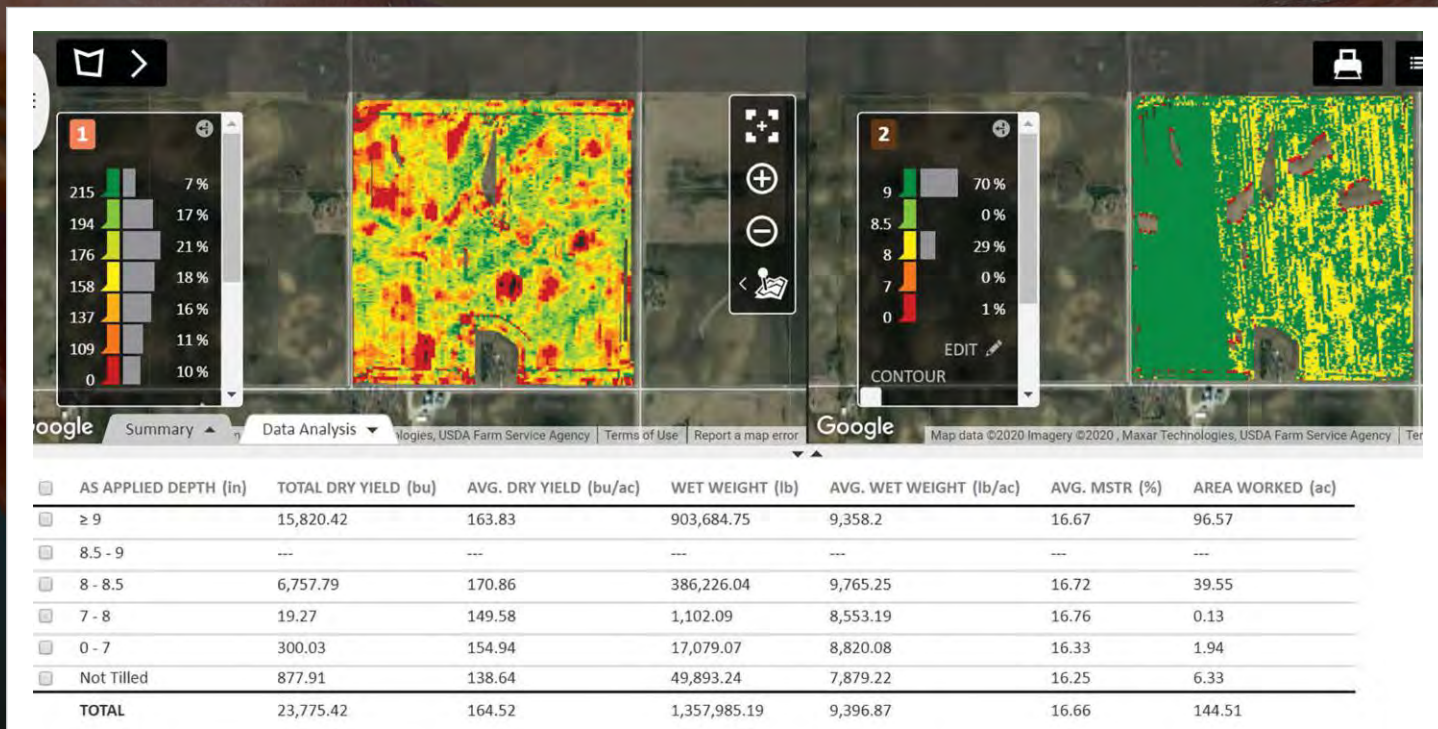 1
215
7 %
194
17 %
176
21 %
158
18 %
137
16 %
109
11 %
0
10 %
2
9
70 %
8.5
0 %
8
29 %
7
0 %
0
1 %
EDIT
CONTOUR
Summary
Data Analysis
USDA Farm Service Agency Terms of Use Report a map error
Google
Map data ©2020 Imagery ©2020 , Maxar Technologies, USDA Farm Service Agency
AS APPLIED DEPTH (in) TOTAL DRY YIELD (bu) AVG. DRY YIELD (bu/ac) WET WEIGHT (lb) AVG. WET WEIGHT (lb/ac) AVG. MSTR (%) AREA WORKED (ac)
≥ 9 15,820.42 163.83 903,684.75 9,358.2 16.67 96.57
8.5 - 9 --- --- --- --- --- ---
8 - 8.5 6,757.79 170.86 386,226.04 9,765.25 16.72 39.55
7 - 8 19.27 149.58 1,102.09 8,553.19 16.76 0.13
0 - 7 300.03 154.94 17,079.07 8,820.08 16.33 1.94
Not Tilled 877.91 138.64 49,893.24 7,879.22 16.25 6.33
TOTAL 23,775.42 164.52 1,357,985.19 9,396.87 16.66 144.51